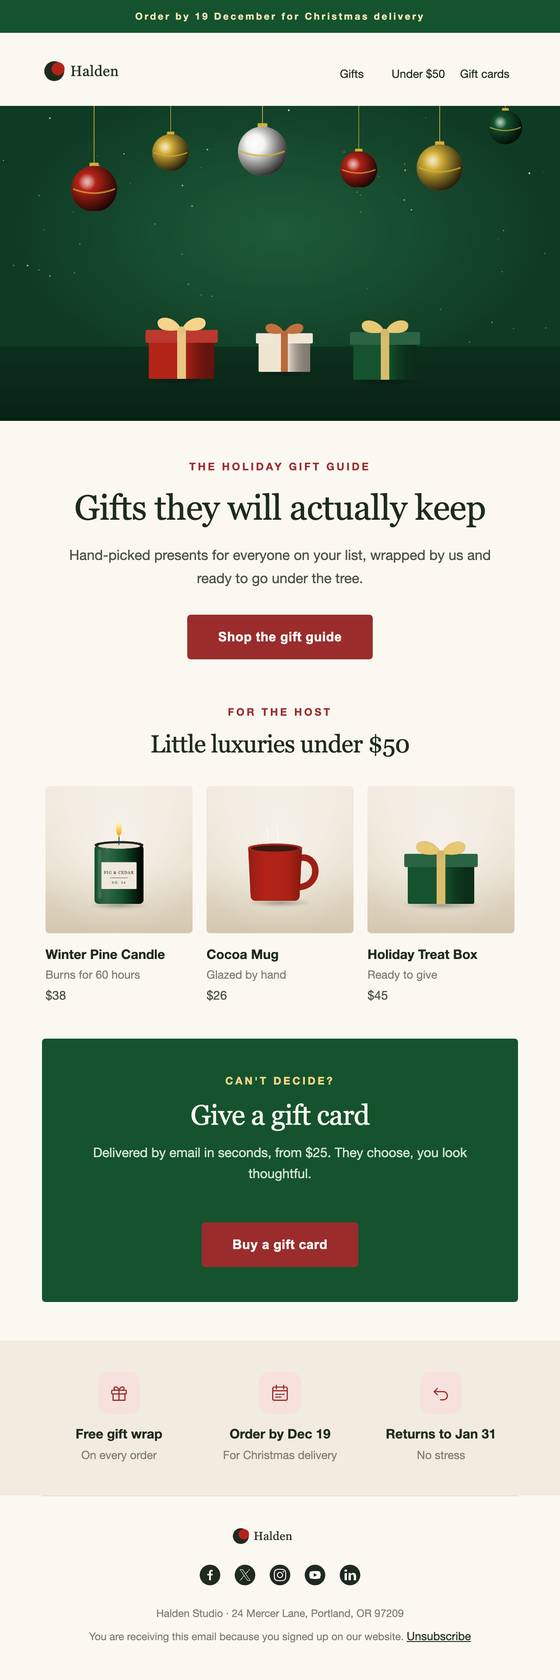 Order by 19 December for Christmas delivery
Halden
Gifts Under $50 Gift cards
THE HOLIDAY GIFT GUIDE
Gifts they will actually keep
Hand-picked presents for everyone on your list, wrapped by us and
ready to go under the tree.
Shop the gift guide
FOR THE HOST
Little luxuries under $50
FIG & CEDAR
NO. 04
Winter Pine Candle
Burns for 60 hours
$38
Cocoa Mug
Glazed by hand
$26
Holiday Treat Box
Ready to give
$45
CAN'T DECIDE?
Give a gift card
Delivered by email in seconds, from $25. They choose, you look
thoughtful.
Buy a gift card
Free gift wrap
On every order
Order by Dec 19
For Christmas delivery
Returns to Jan 31
No stress
Halden
Halden Studio · 24 Mercer Lane, Portland, OR 97209
You are receiving this email because you signed up on our website. Unsubscribe